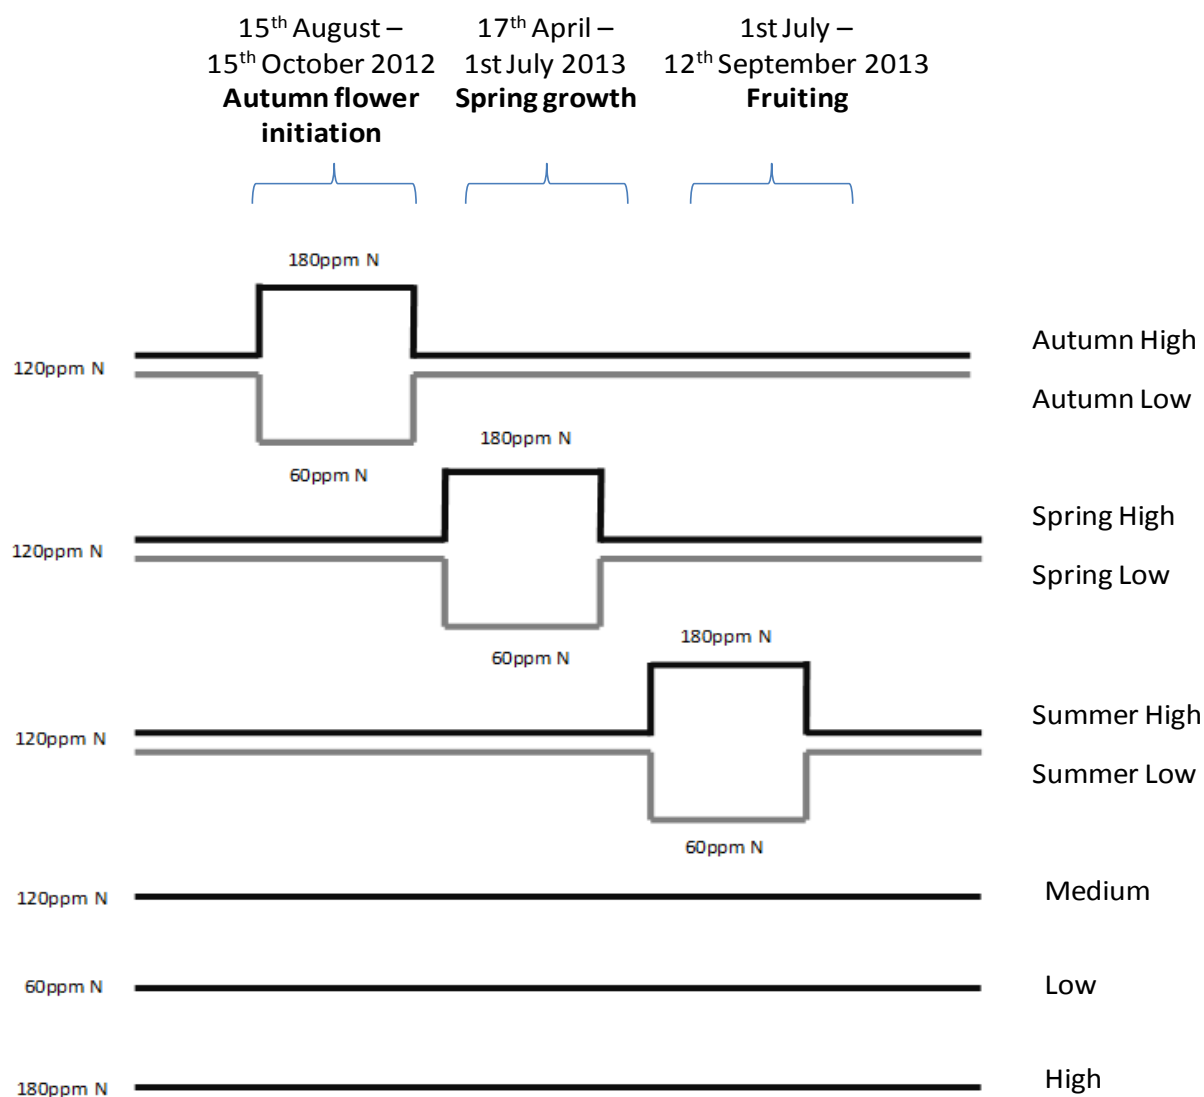 15th August –
15th October 2012
Autumn flower
initiation
17th April –
1st July 2013
Spring growth
1st July –
12th September 2013
Fruiting
180ppm N
120ppm N
60ppm N
Autumn High
Autumn Low
180ppm N
120ppm N
60ppm N
Spring High
Spring Low
180ppm N
120ppm N
60ppm N
Summer High
Summer Low
120ppm N
Medium
60ppm N
Low
180ppm N
High